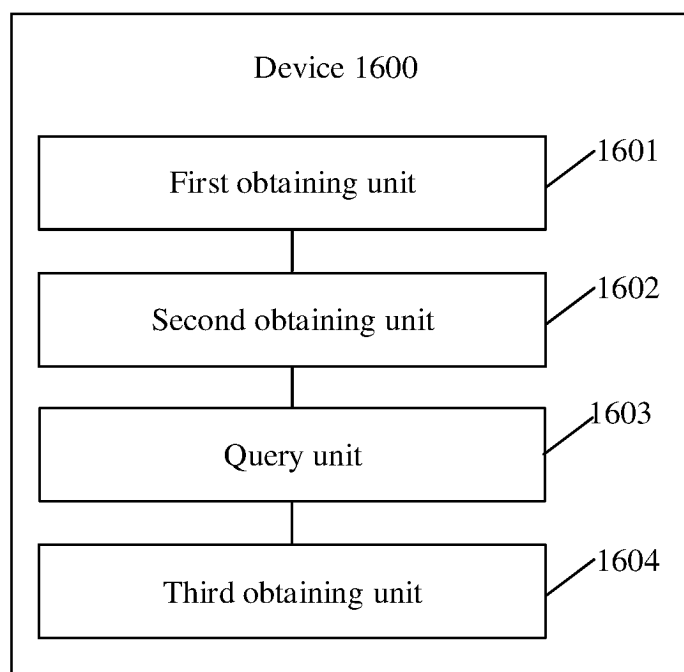 Device 1600
1601
First obtaining unit
1602
Second obtaining unit
1603
Query unit
1604
Third obtaining unit